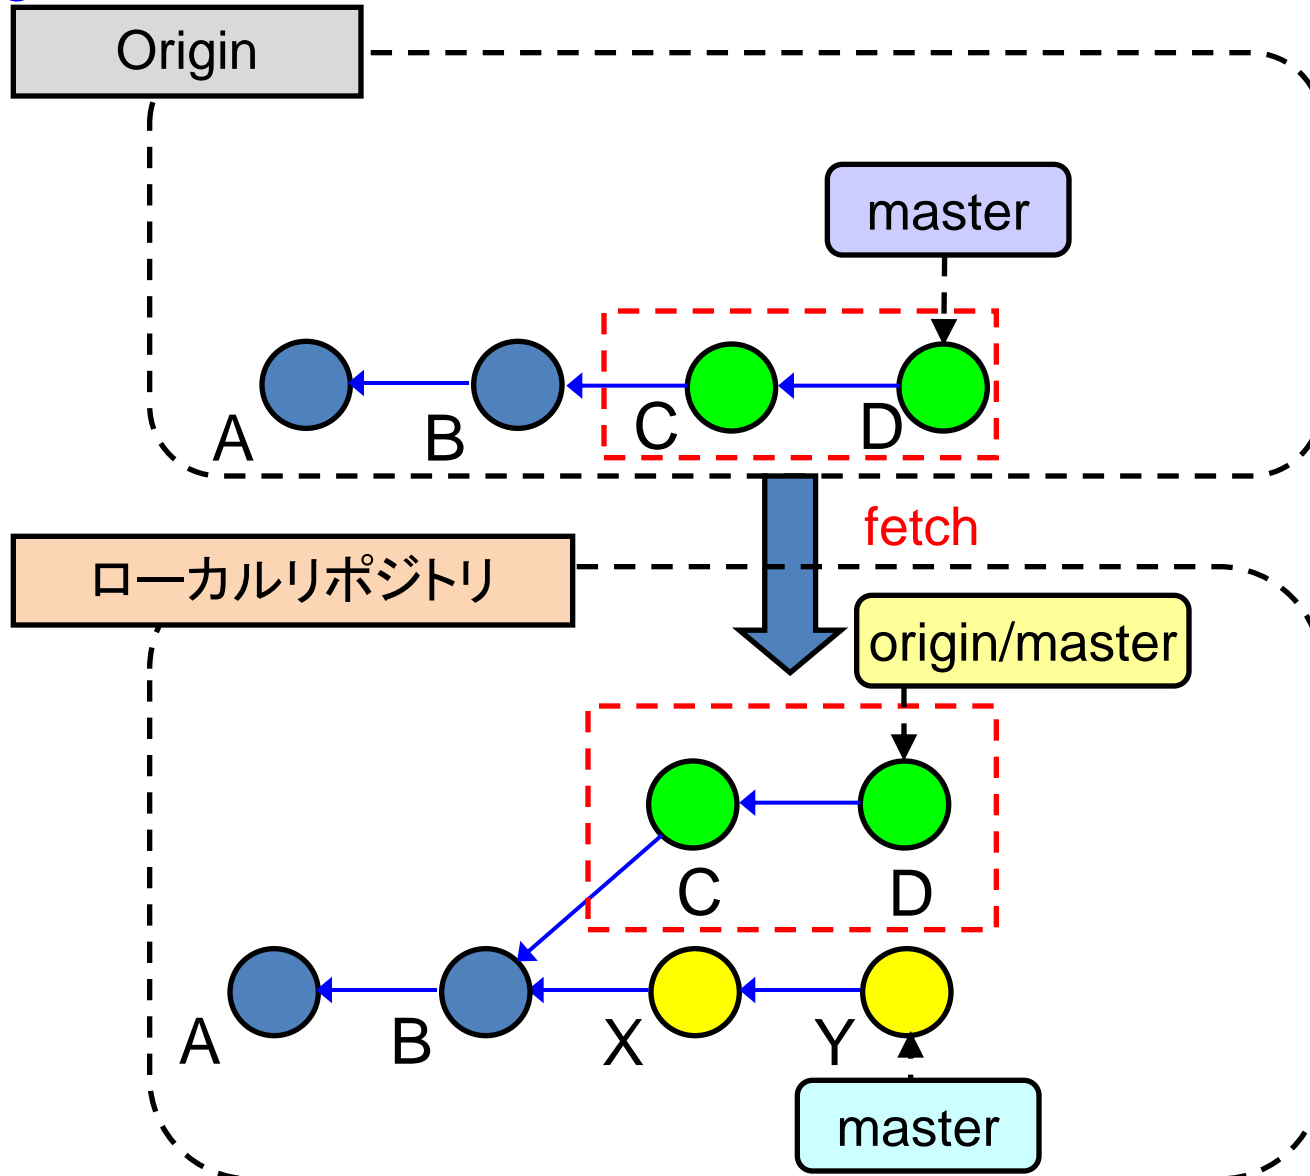 Origin
master
A
B
C
D
fetch
ローカルリポジトリ
origin/master
C
D
A
B
X
Y
master